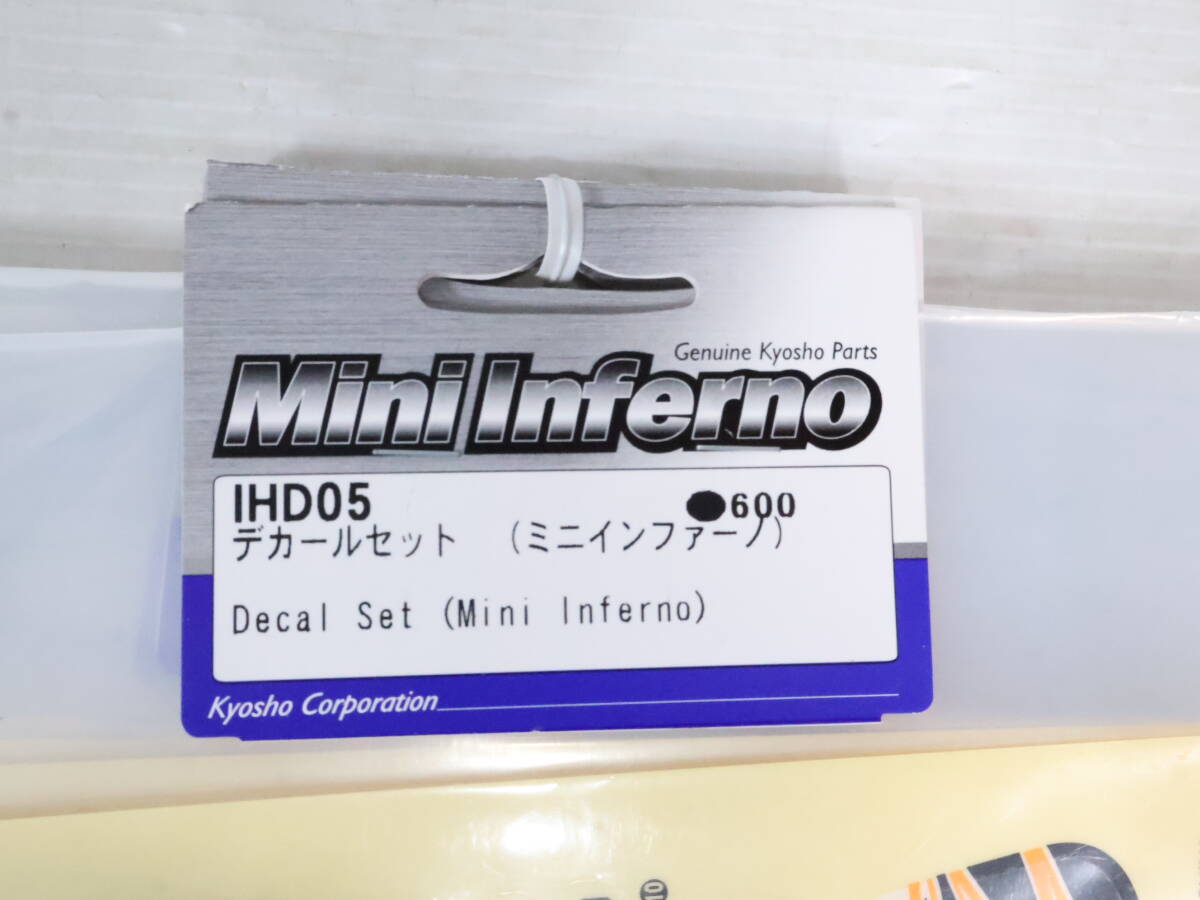 Genuine Kyosho Parts
Mini Inferno
IHD05 ●600
デカールセット （ミニインファーノ）
Decal Set (Mini Inferno)
Kyosho Corporation
10